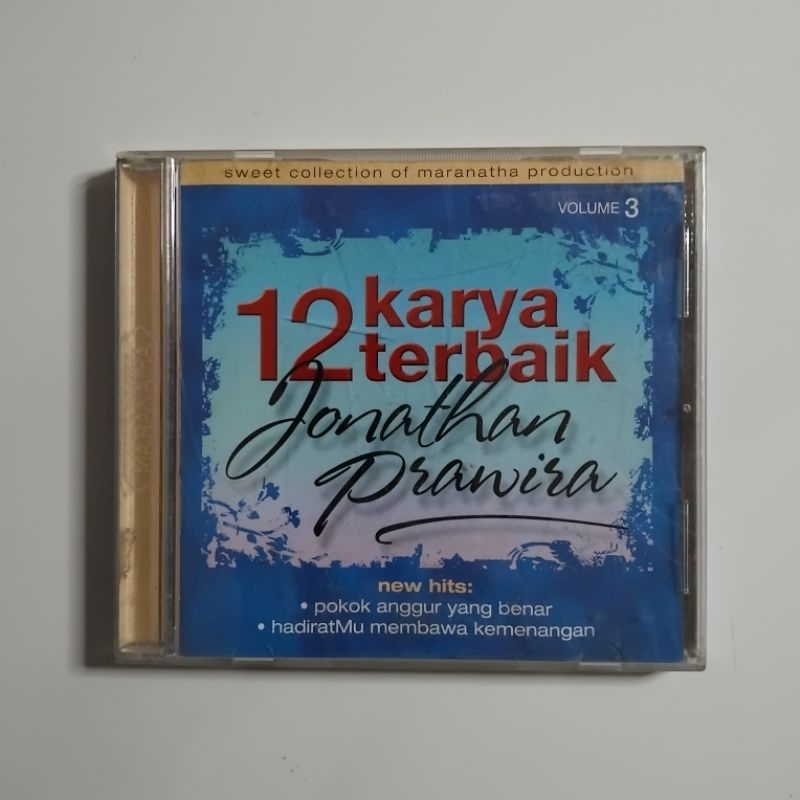 sweet collection of maranatha production
VOLUME 3
12 karya
terbaik
Jonathan
Prawira
new hits:
• pokok anggur yang benar
• hadiratMu membawa kemenangan
MARANATHA